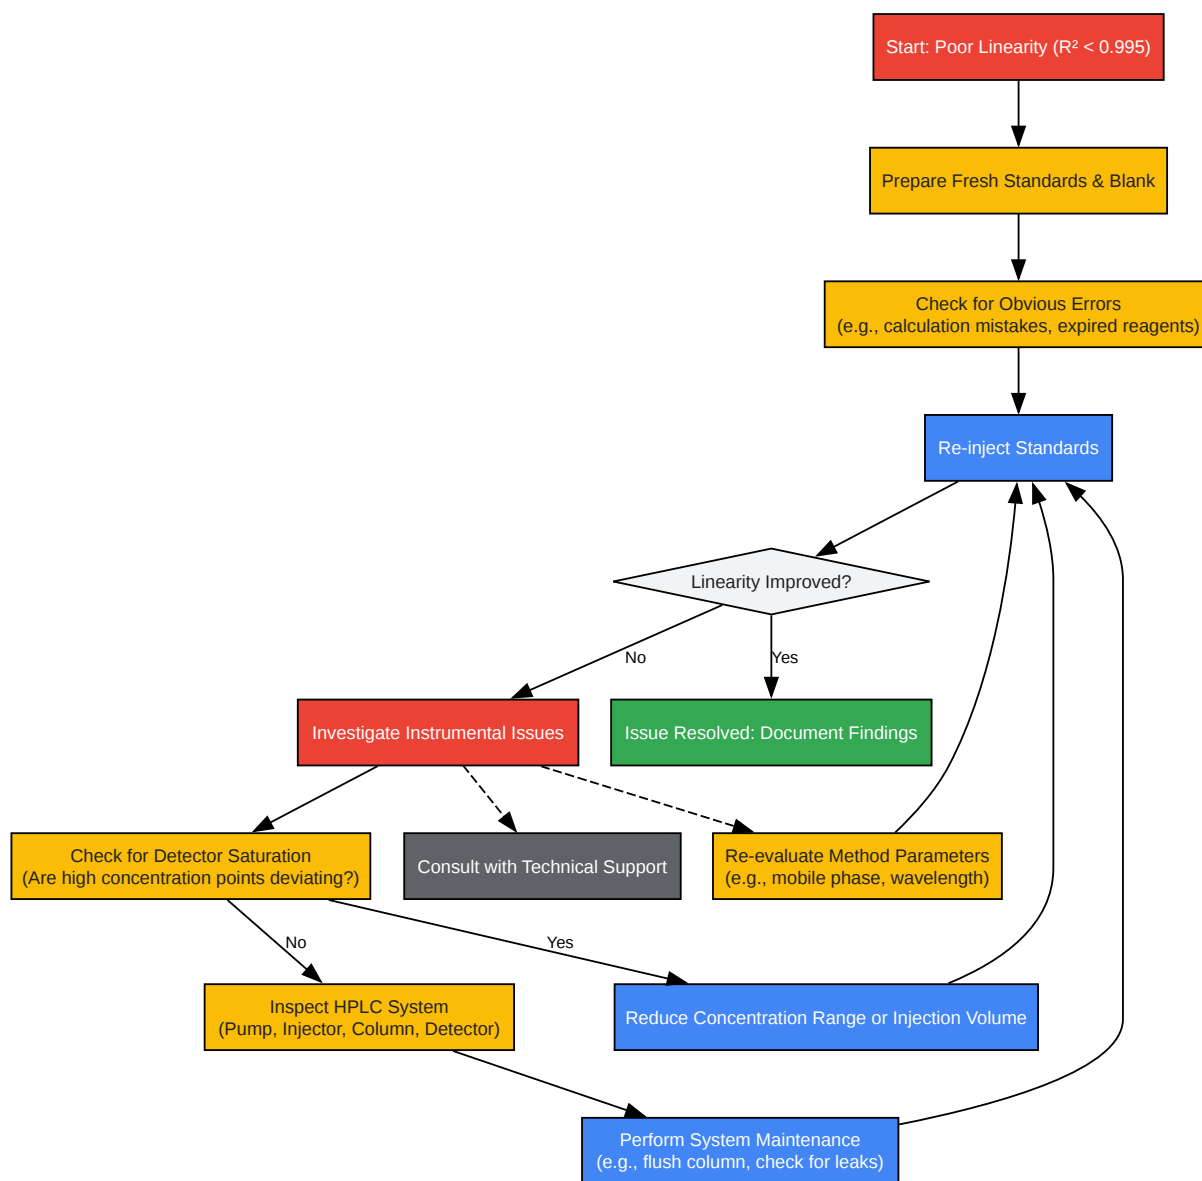 Start: Poor Linearity (R² < 0.995)
Prepare Fresh Standards & Blank
Check for Obvious Errors
(e.g., calculation mistakes, expired reagents)
Re-inject Standards
Linearity Improved?
No
Yes
Investigate Instrumental Issues
Issue Resolved: Document Findings
Check for Detector Saturation
(Are high concentration points deviating?)
Consult with Technical Support
Re-evaluate Method Parameters
(e.g., mobile phase, wavelength)
No
Yes
Inspect HPLC System
(Pump, Injector, Column, Detector)
Reduce Concentration Range or Injection Volume
Perform System Maintenance
(e.g., flush column, check for leaks)